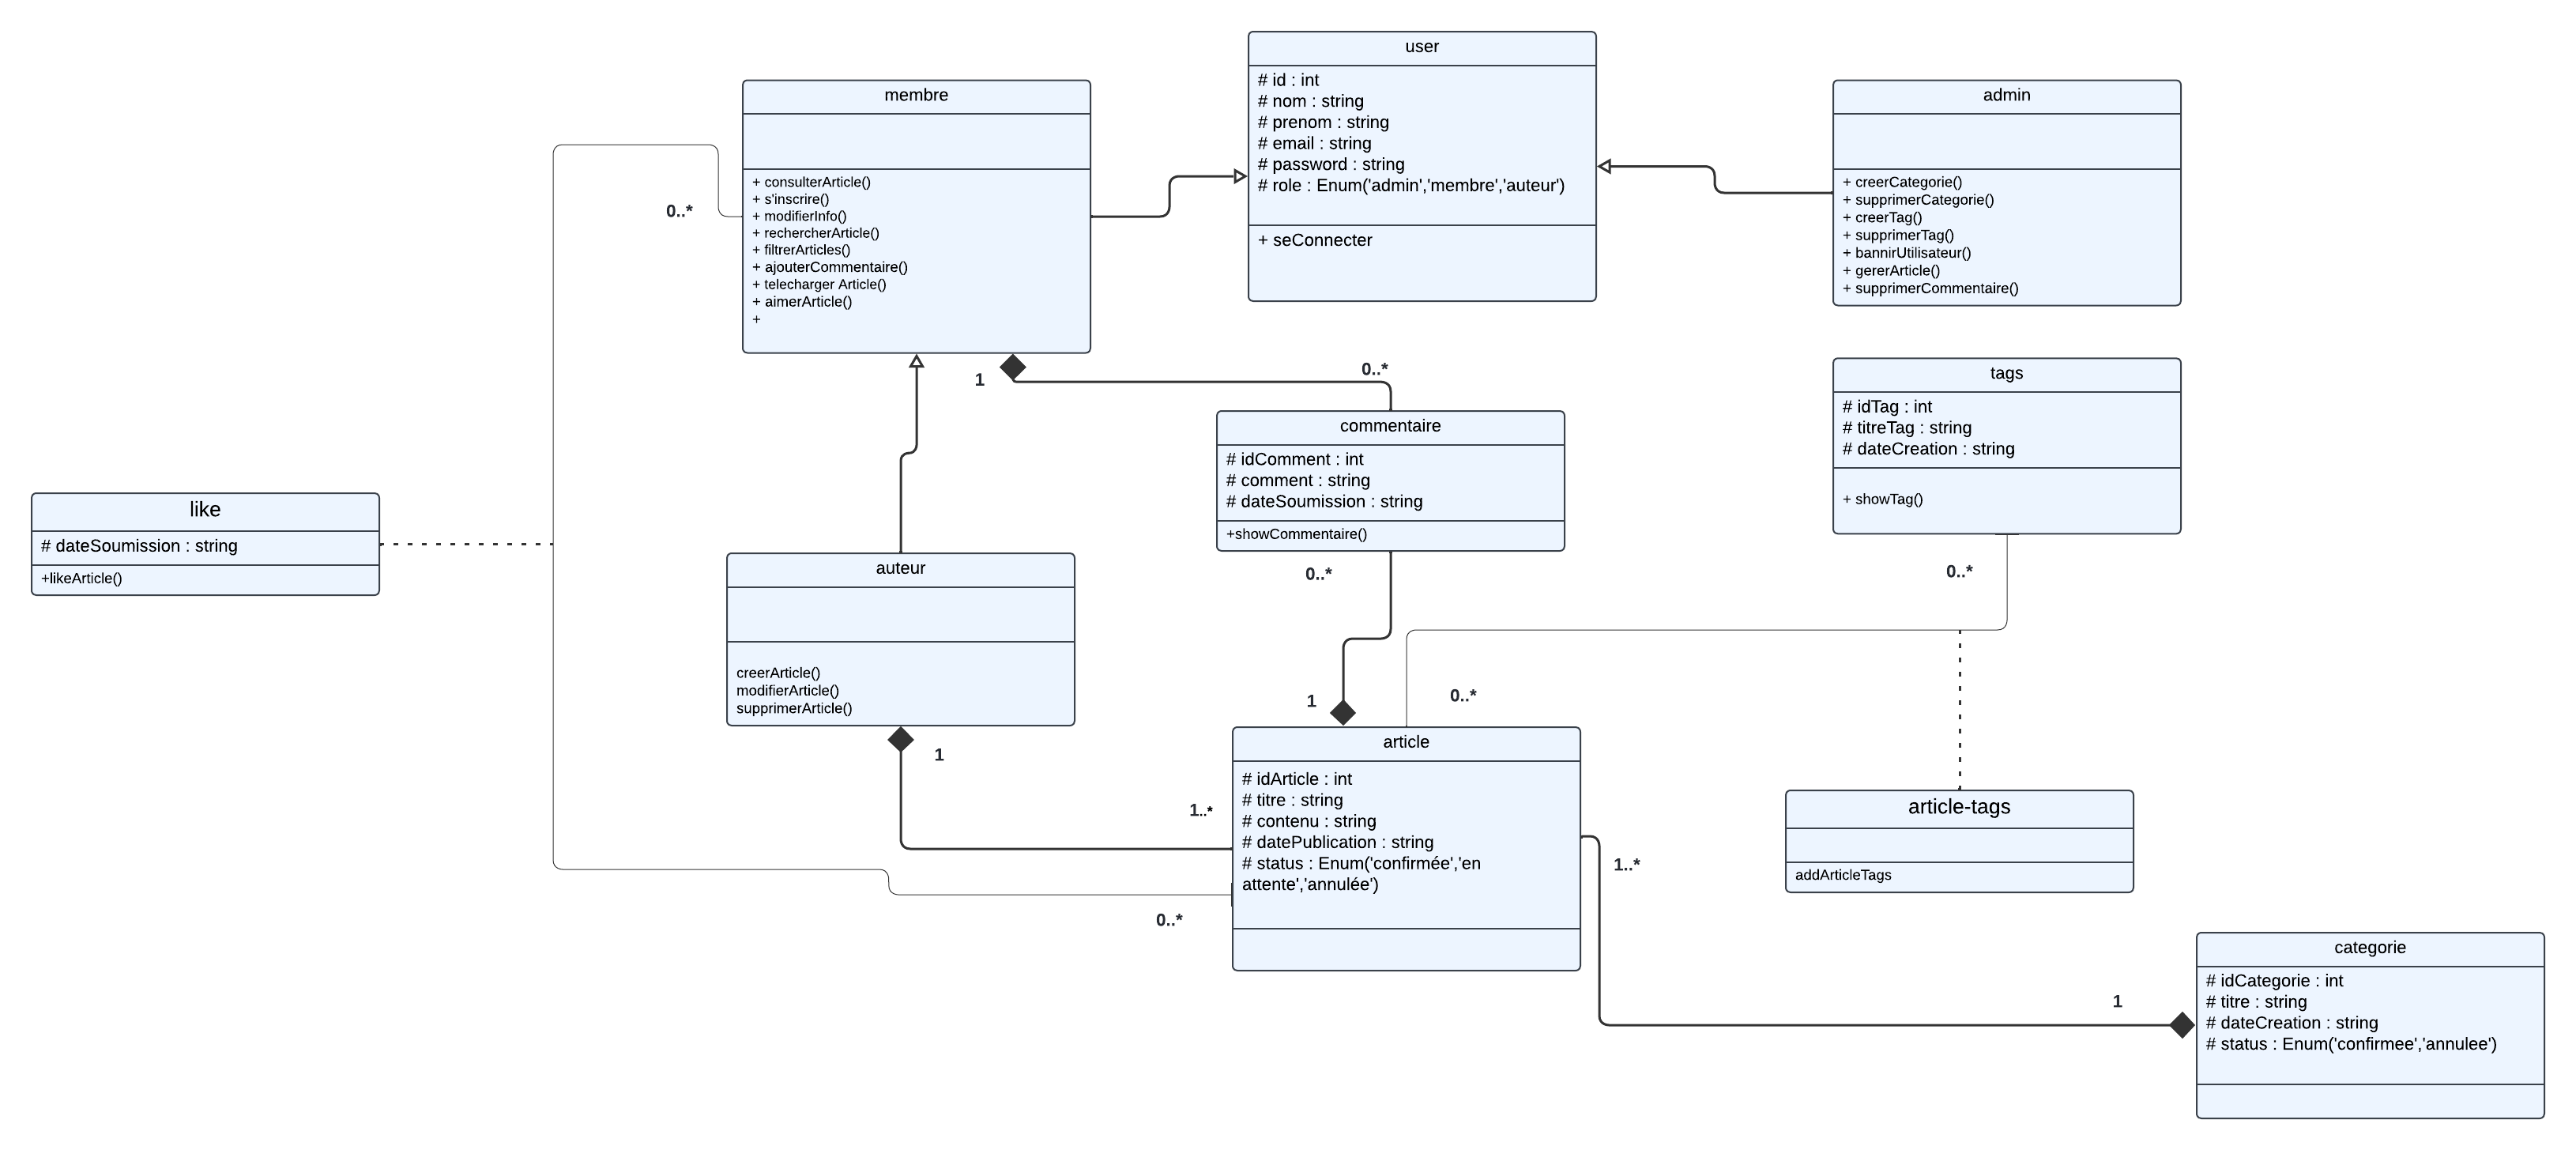 user
# id : int
# nom : string
# prenom : string
# email : string
# password : string
# role : Enum('admin','membre','auteur')
+ seConnecter
membre
+ consulterArticle()
+ s'inscrire()
+ modifierInfo()
+ rechercherArticle()
+ filtrerArticles()
+ ajouterCommentaire()
+ telecharger Article()
+ aimerArticle()
+
admin
+ creerCategorie()
+ supprimerCategorie()
+ creerTag()
+ supprimerTag()
+ bannirUtilisateur()
+ gererArticle()
+ supprimerCommentaire()
0..*
1
0..*
tags
# idTag : int
# titreTag : string
# dateCreation : string
+ showTag()
commentaire
# idComment : int
# comment : string
# dateSoumission : string
+showCommentaire()
like
# dateSoumission : string
+likeArticle()
auteur
creerArticle()
modifierArticle()
supprimerArticle()
0..*
0..*
1
0..*
1
1..*
article
# idArticle : int
# titre : string
# contenu : string
# datePublication : string
# status : Enum('confirmée','en
attente','annulée')
article-tags
addArticleTags
1..*
0..*
1
categorie
# idCategorie : int
# titre : string
# dateCreation : string
# status : Enum('confirmee','annulee')